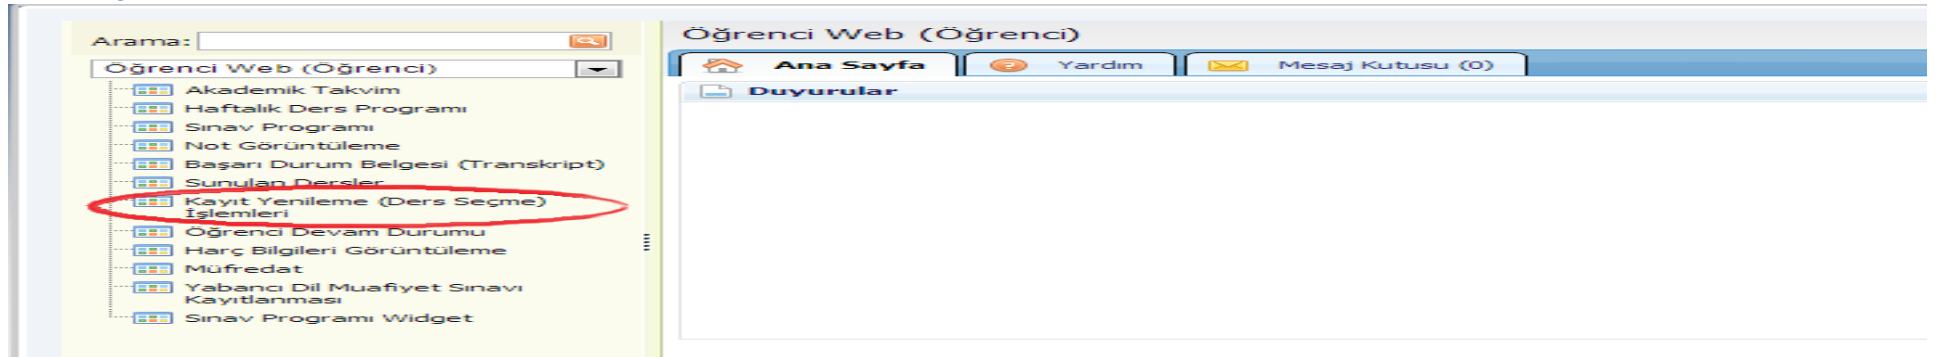 Arama:
Öğrenci Web (Öğrenci)
Akademik Takvim
Haftalık Ders Programı
Sınav Programı
Not Görüntüleme
Başarı Durum Belgesi (Transkript)
Sunulan Dersler
Kayıt Yenileme (Ders Seçme)
İşlemleri
Öğrenci Devam Durumu
Harç Bilgileri Görüntüleme
Müfredat
Yabancı Dil Muafiyet Sınavı
Kayıtlanması
Sınav Programı Widget
Öğrenci Web (Öğrenci)
Ana Sayfa Yardım Mesaj Kutusu (0)
Duyurular